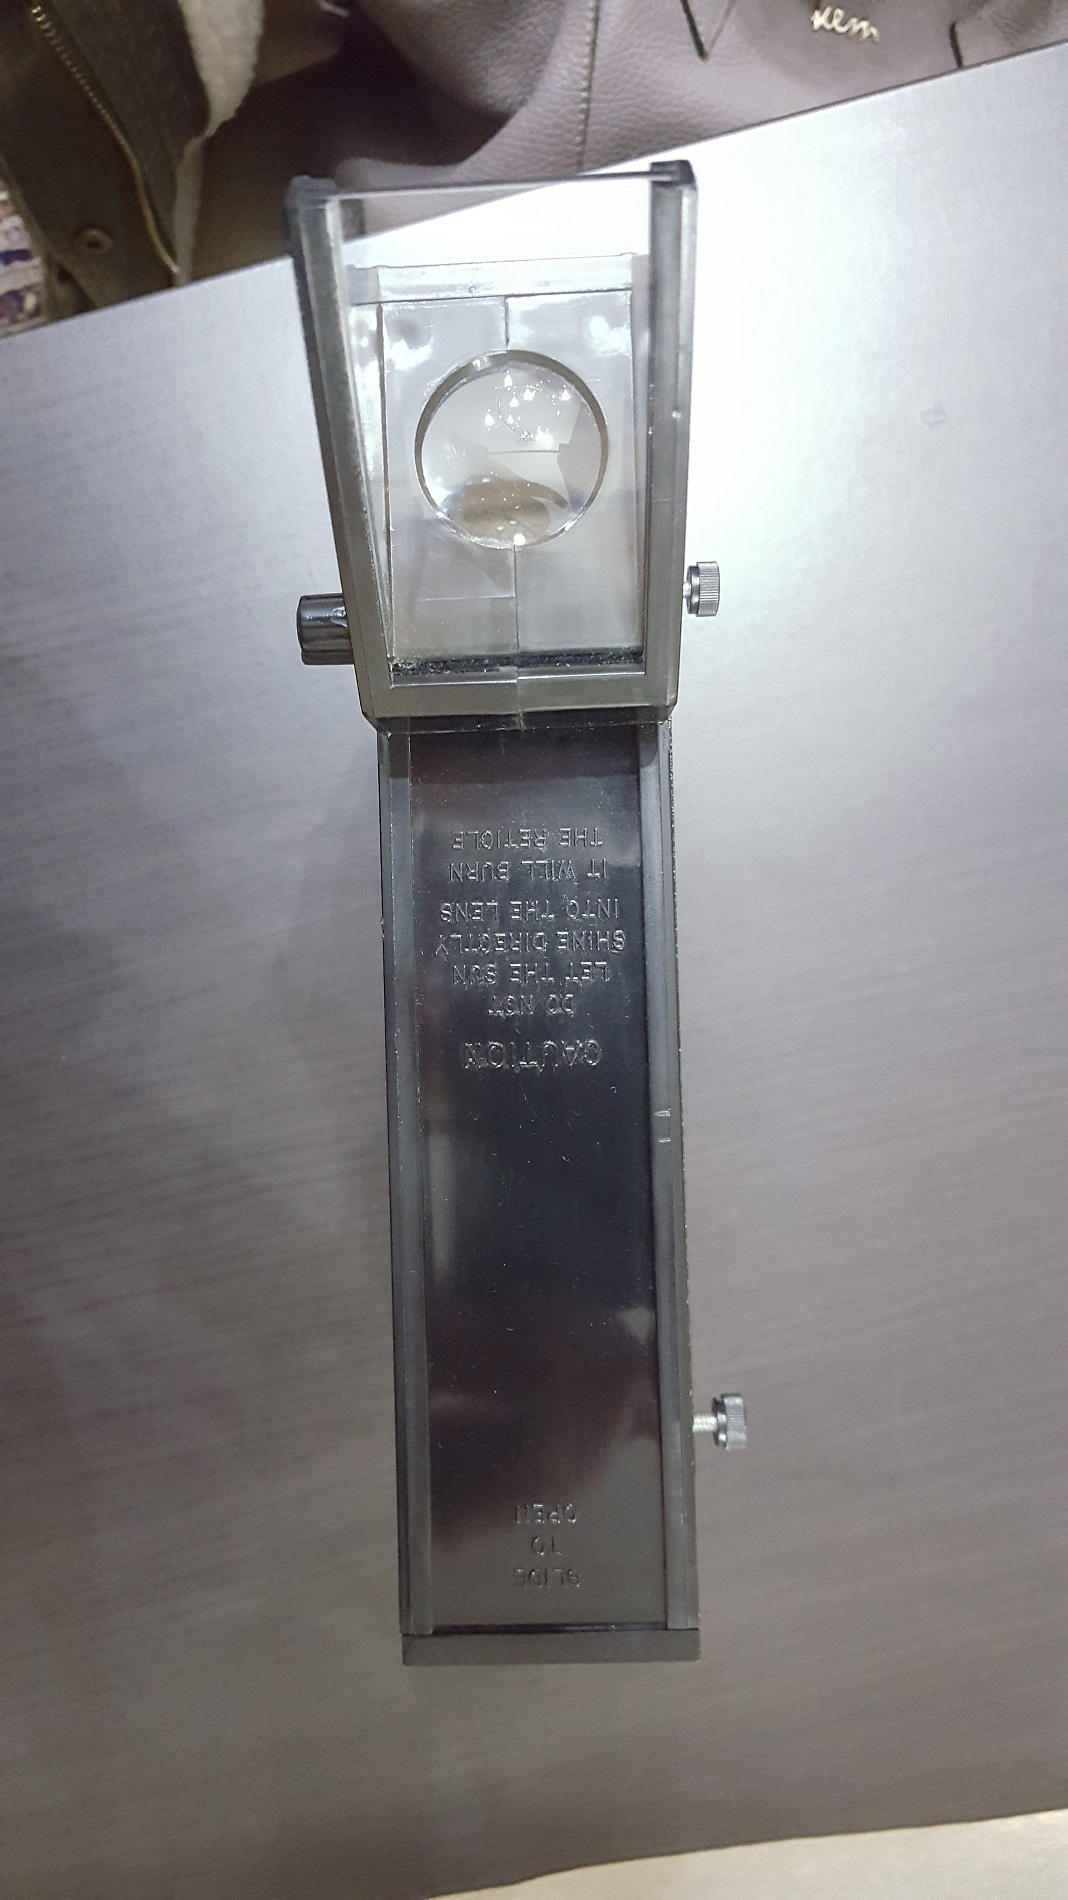 CAUTION
DO NOT
LET THE SUN
SHINE DIRECTLY
INTO THE LENS
IT WILL BURN
THE RETICLE
SLIDE
TO
OPEN